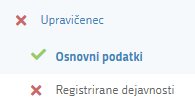 Upravičenec
Osnovni podatki
Registrirane dejavnosti